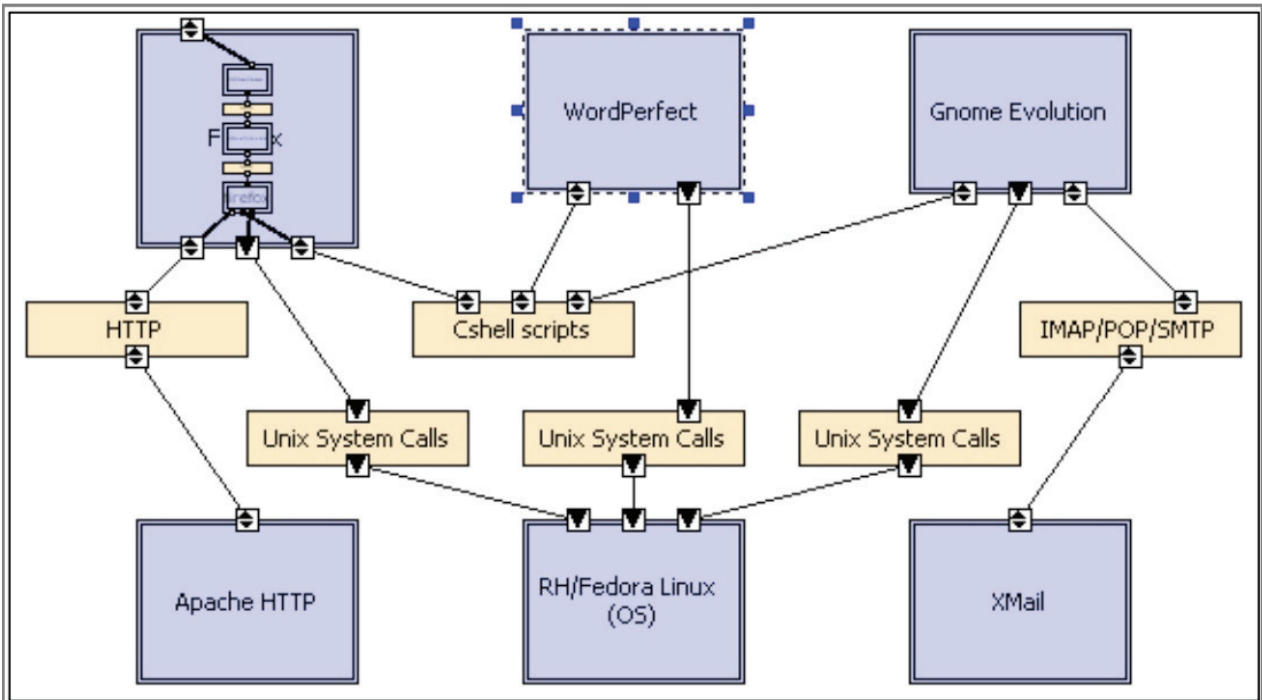 WordPerfect
Gnome Evolution
HTTP
Cshell scripts
IMAP/POP/SMTP
Unix System Calls
Unix System Calls
Unix System Calls
Apache HTTP
RH/Fedora Linux
(OS)
XMail